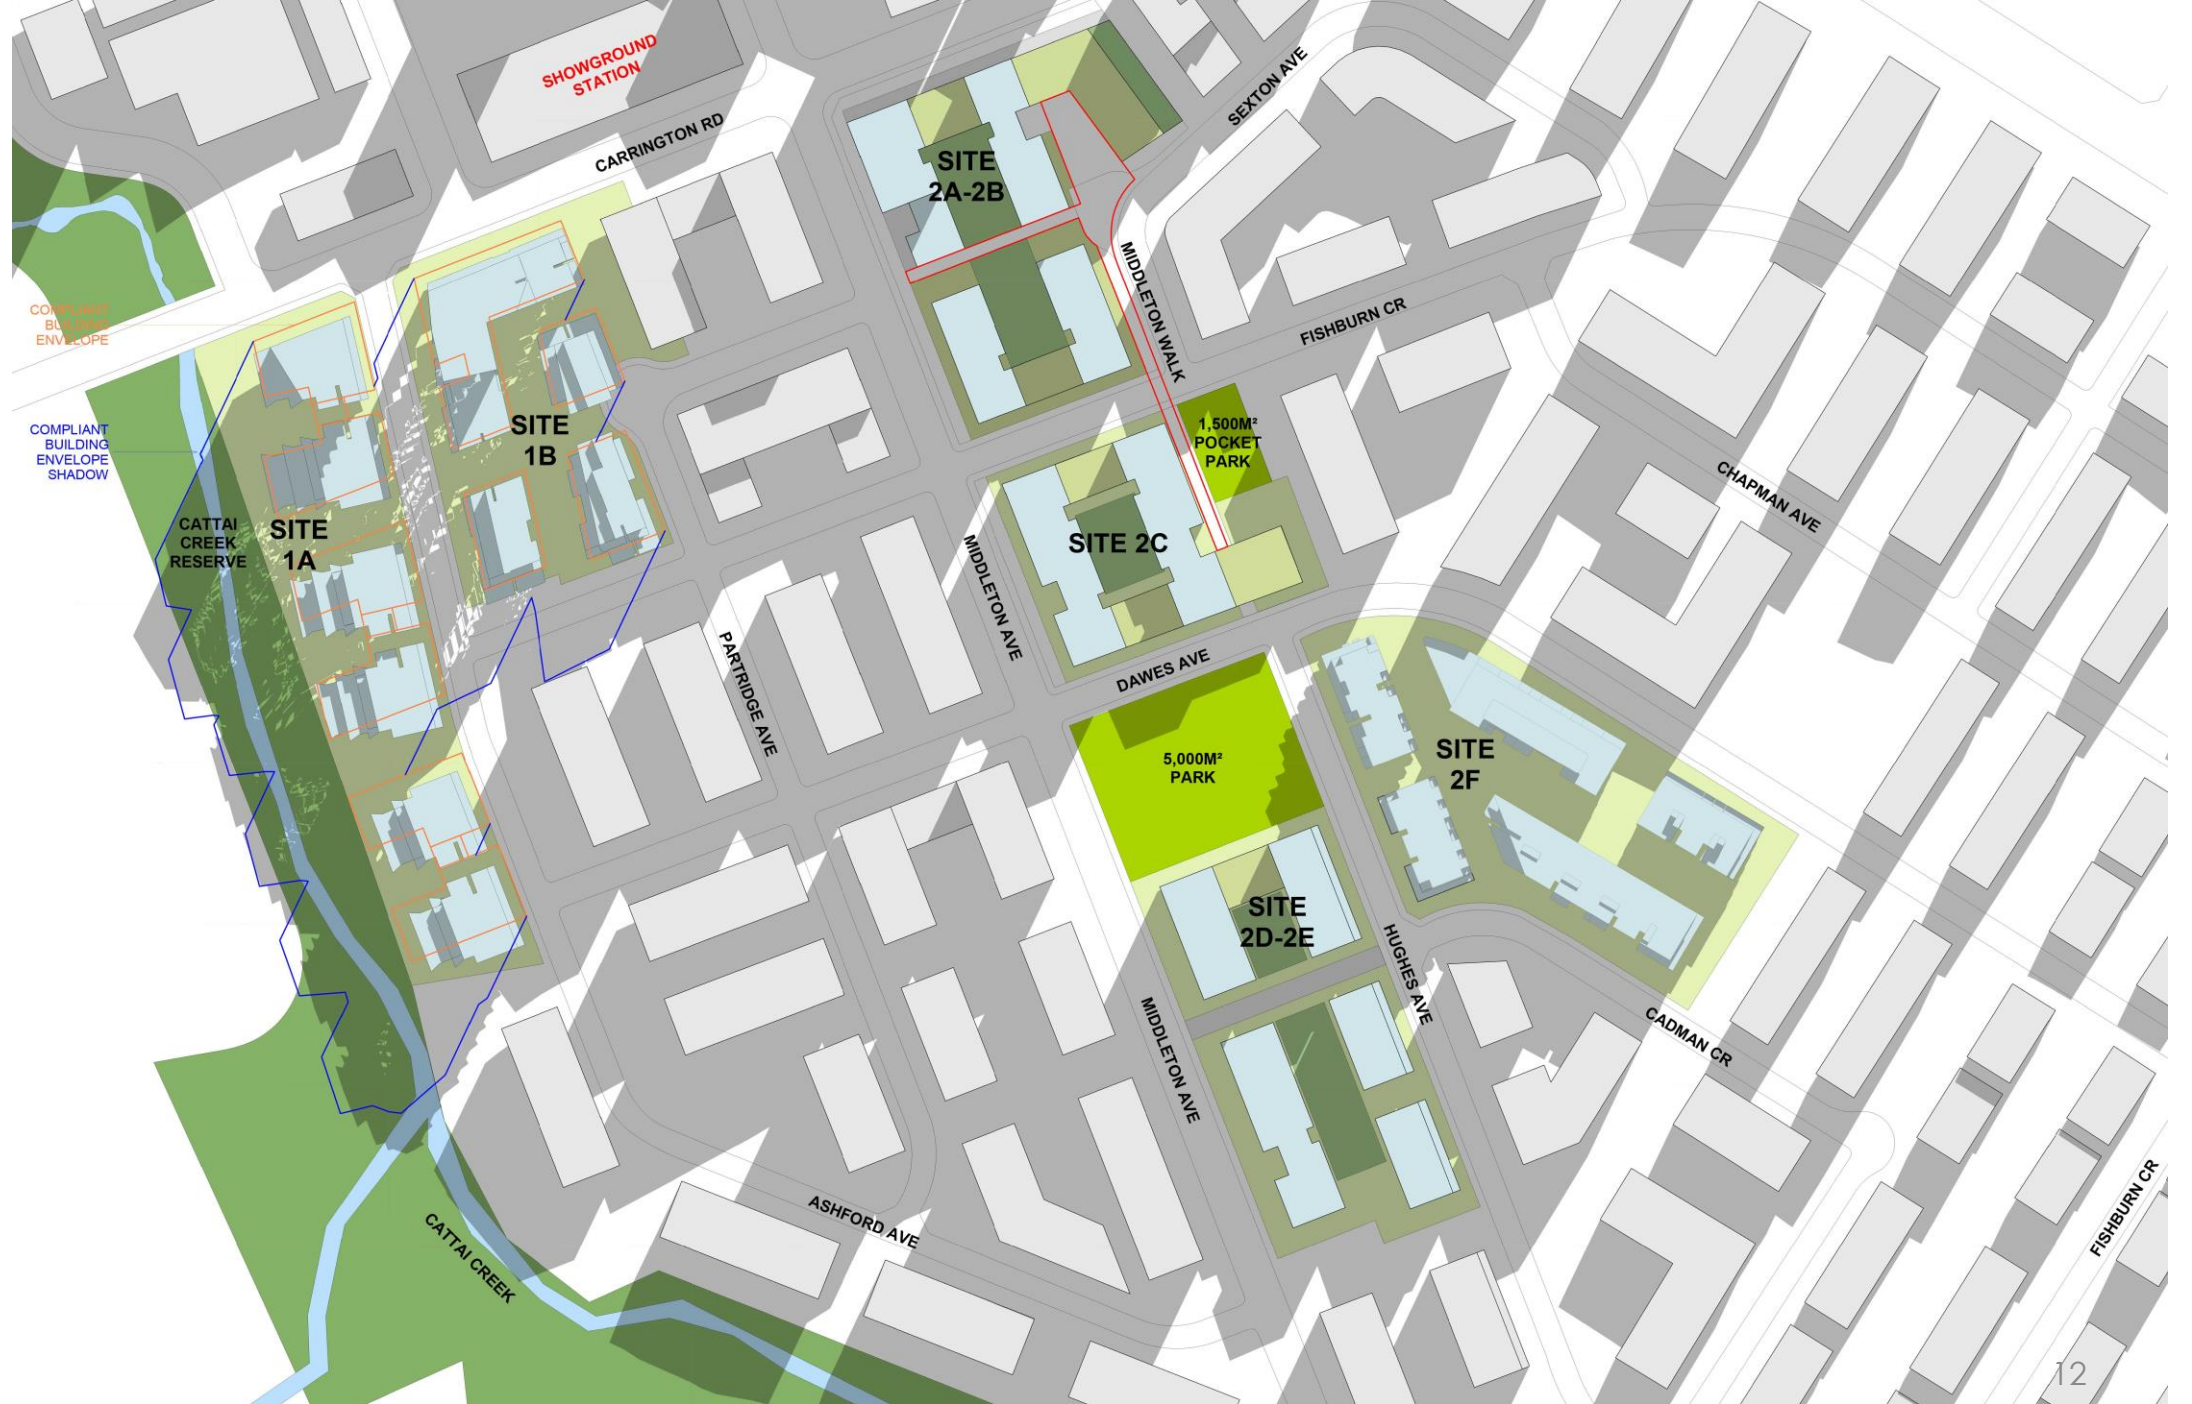 SHOWGROUND
STATION
CARRINGTON RD
SEXTON AVE
SITE
2A-2B
MIDDLETON WALK
FISHBURN CR
COMPLIANT
BUILDING
ENVELOPE
COMPLIANT
BUILDING
ENVELOPE
SHADOW
SITE
1B
1,500M²
POCKET
PARK
CHAPMAN AVE
CATTAI
CREEK
RESERVE
SITE
1A
SITE 2C
MIDDLETON AVE
PARTRIDGE AVE
DAWES AVE
5,000M²
PARK
SITE
2F
SITE
2D-2E
HUGHES AVE
MIDDLETON AVE
CADMAN CR
ASHFORD AVE
CATTAI CREEK
FISHBURN CR
12